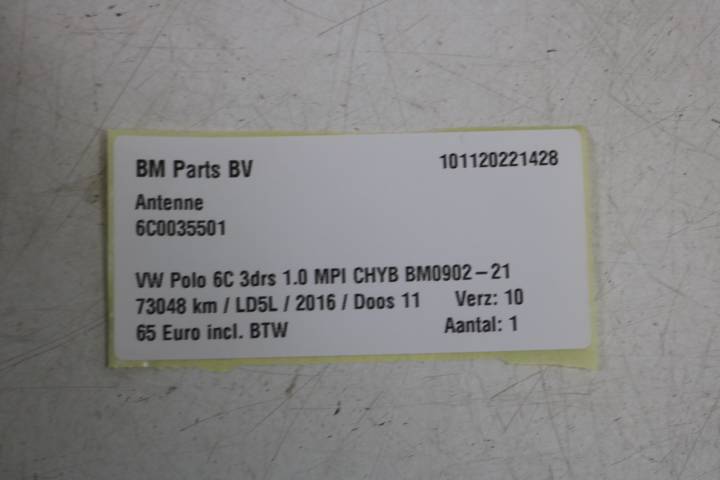 BM Parts BV 101120221428
Antenne
6C0035501
VW Polo 6C 3drs 1.0 MPI CHYB BM0902-21
73048 km / LD5L / 2016 / Doos 11 Verz: 10
65 Euro incl. BTW Aantal: 1